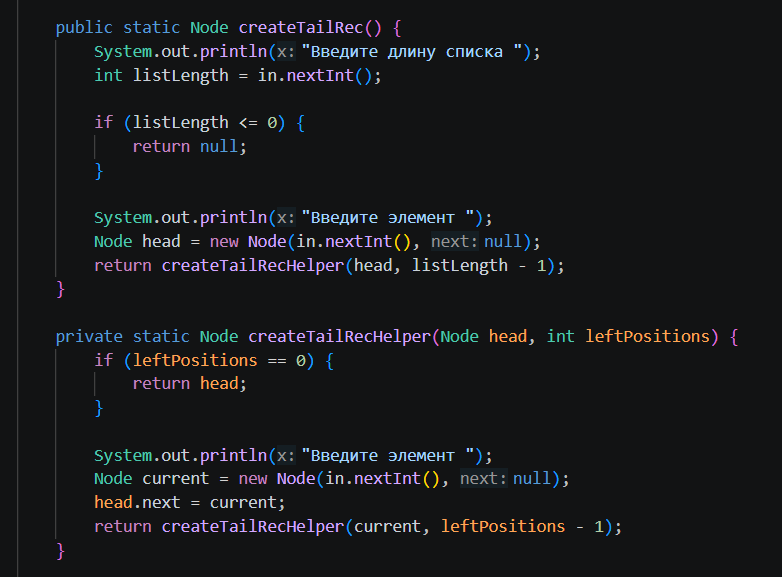 public static Node createTailRec() {
System.out.println(x: "Введите длину списка ");
int listLength = in.nextInt();
if (listLength <= 0) {
return null;
}
System.out.println(x: "Введите элемент ");
Node head = new Node(in.nextInt(), next: null);
return createTailRecHelper(head, listLength - 1);
}
private static Node createTailRecHelper(Node head, int leftPositions) {
if (leftPositions == 0) {
return head;
}
System.out.println(x: "Введите элемент ");
Node current = new Node(in.nextInt(), next: null);
head.next = current;
return createTailRecHelper(current, leftPositions - 1);
}